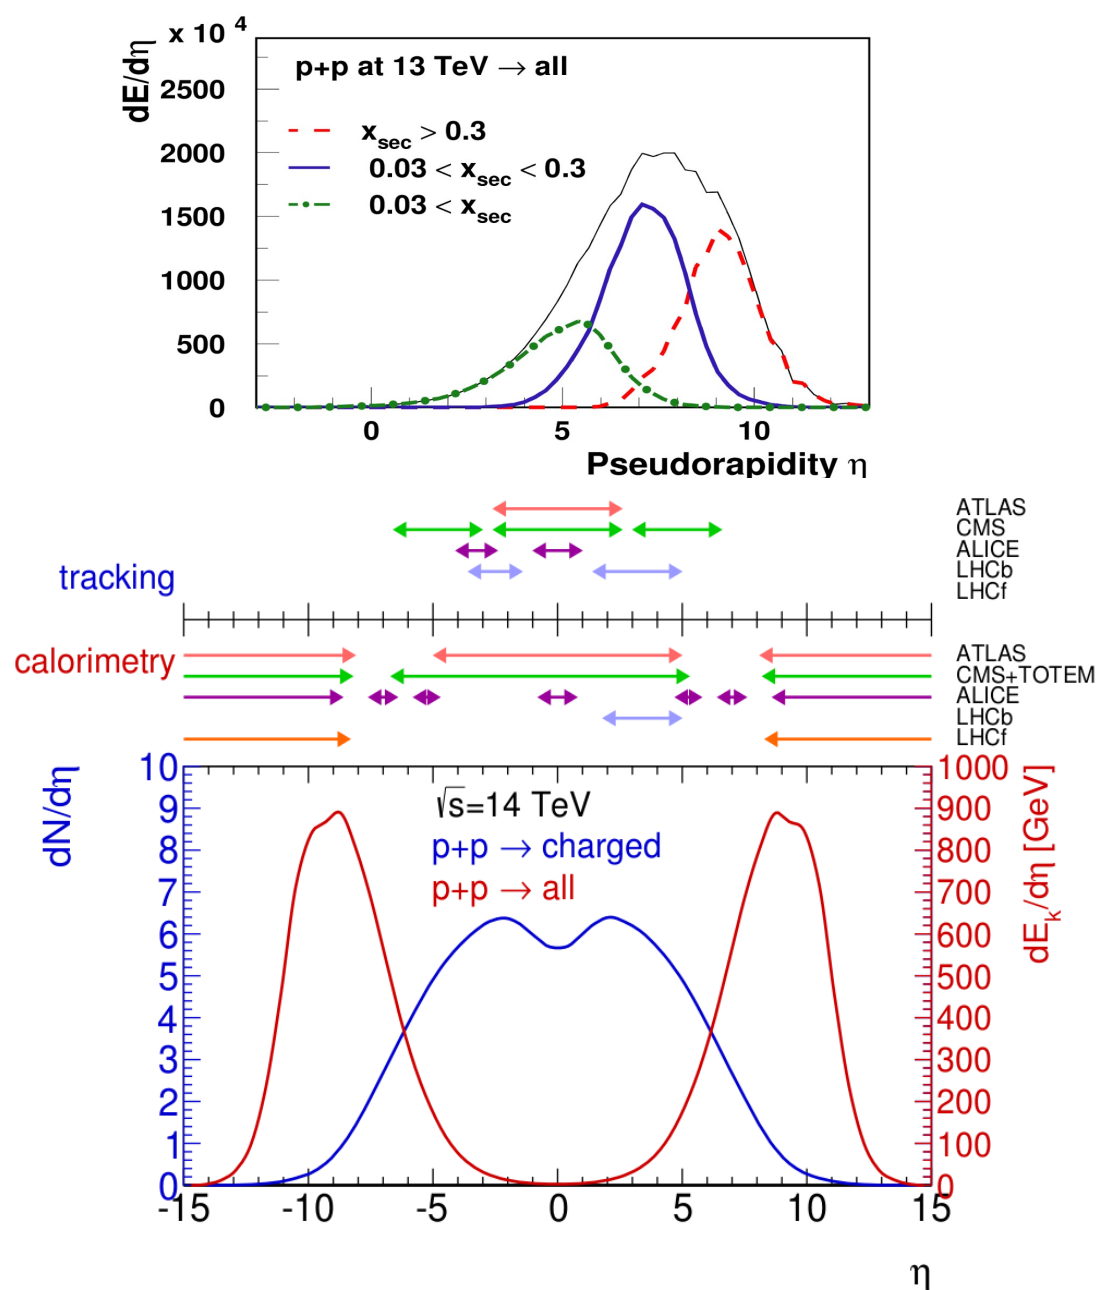 x 10 4
dE/dη
p+p at 13 TeV → all
2500
xsec > 0.3
2000
0.03 < xsec < 0.3
0.03 < xsec
1500
1000
500
0
0 5 10
Pseudorapidity η
ATLAS
CMS
ALICE
tracking
LHCb
LHCf
calorimetry
ATLAS
CMS+TOTEM
ALICE
LHCb
LHCf
dN/dη
10 9 8 7 6 5 4 3 2 1 0
√s=14 TeV
p+p → charged
p+p → all
1000 900 800 700 600 500 400 300 200 100 0
dEk/dη [GeV]
-15 -10 -5 0 5 10 15
η